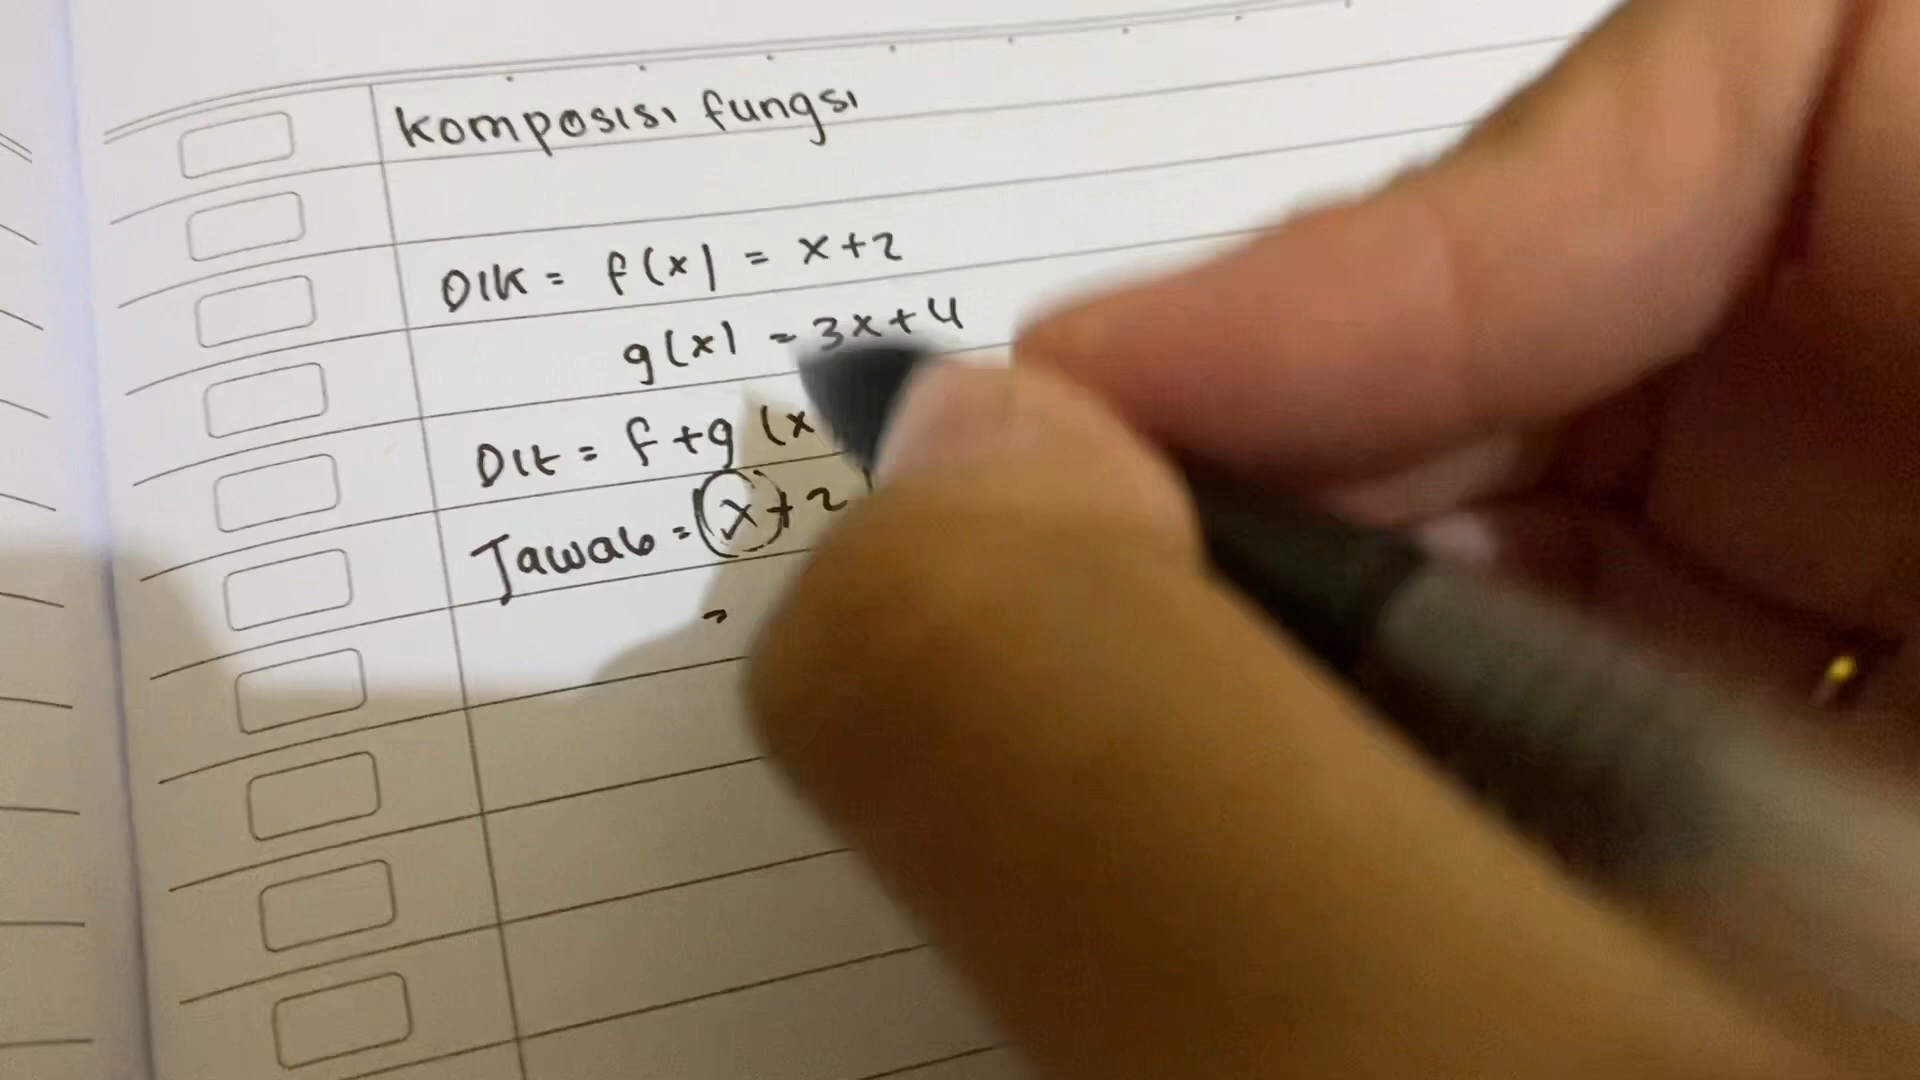 komposisi fungsi
DIK = f(x) = x+2
g(x) = 3x+4
DIt = f+g (x
Jawab = (x+2)
=